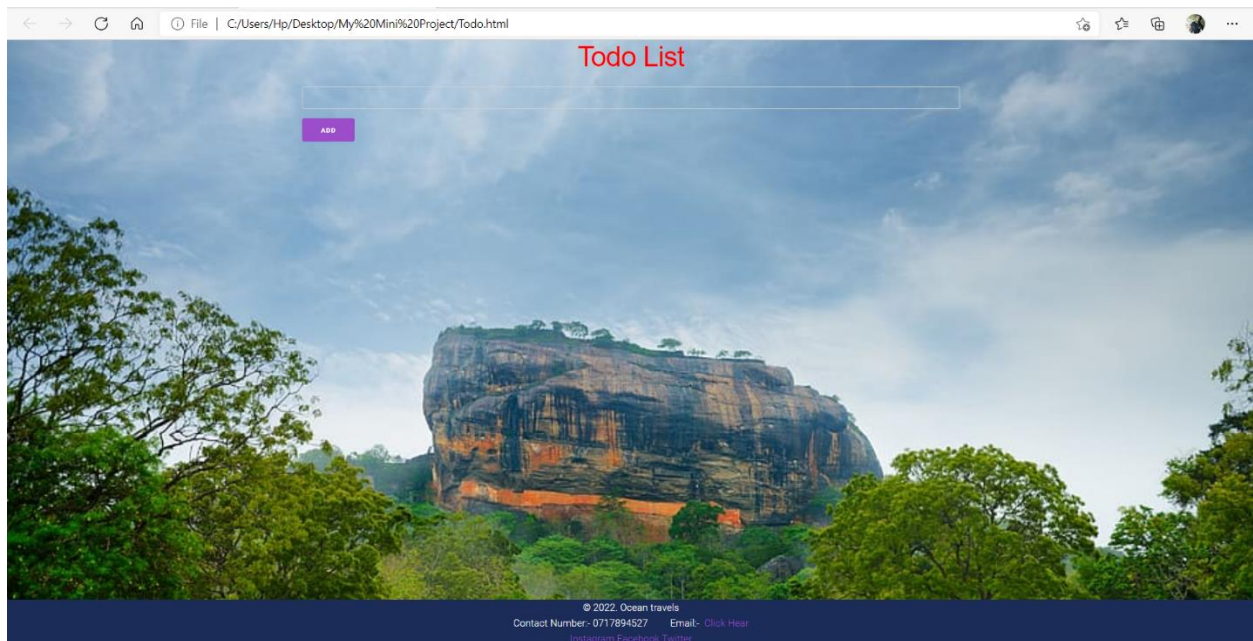 File | C:/Users/Hp/Desktop/My%20Mini%20Project/Todo.html
Todo List
ADD
© 2022. Ocean travels
Contact Number:- 0717894527 Email:- Click Hear
Instagram Facebook Twitter